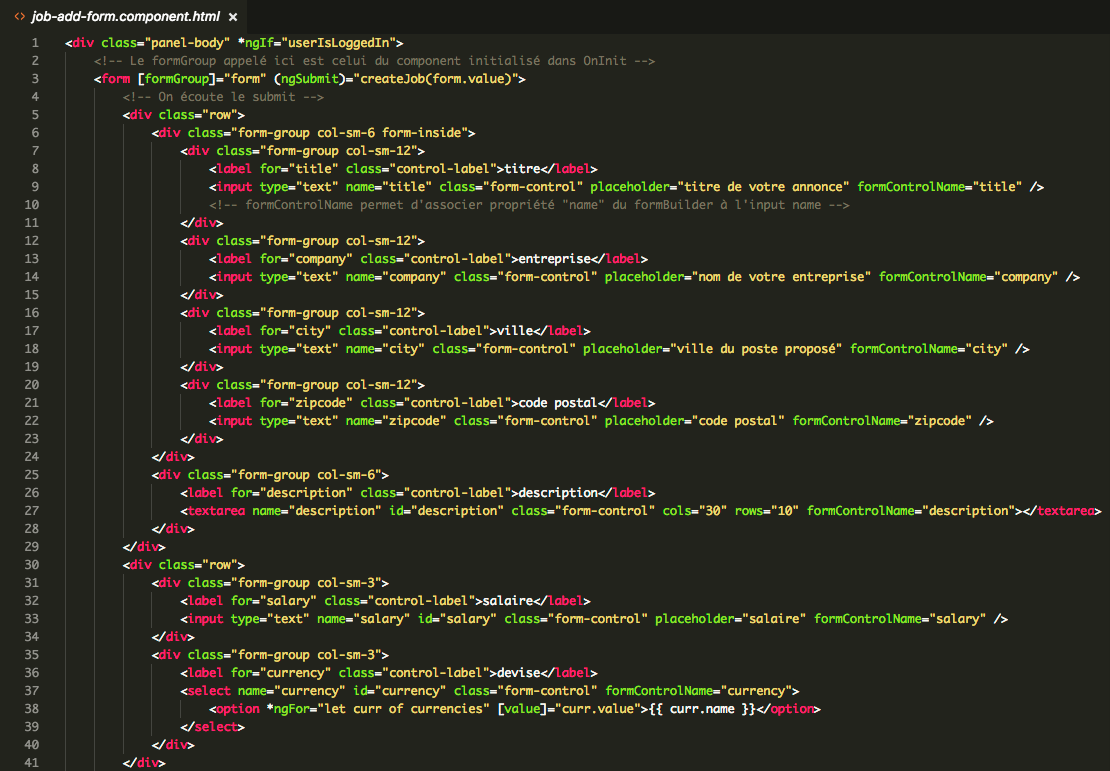 <> job-add-form.component.html ×
1 <div class="panel-body" *ngIf="userIsLoggedIn">
2 <!-- Le formGroup appelé ici est celui du component initialisé dans OnInit -->
3 <form [formGroup]="form" (ngSubmit)="createJob(form.value)">
4 <!-- On écoute le submit -->
5 <div class="row">
6 <div class="form-group col-sm-6 form-inside">
7 <div class="form-group col-sm-12">
8 <label for="title" class="control-label">titre</label>
9 <input type="text" name="title" class="form-control" placeholder="titre de votre annonce" formControlName="title" />
10 <!-- formControlName permet d'associer propriété "name" du formBuilder à l'input name -->
11 </div>
12 <div class="form-group col-sm-12">
13 <label for="company" class="control-label">entreprise</label>
14 <input type="text" name="company" class="form-control" placeholder="nom de votre entreprise" formControlName="company" />
15 </div>
16 <div class="form-group col-sm-12">
17 <label for="city" class="control-label">ville</label>
18 <input type="text" name="city" class="form-control" placeholder="ville du poste proposé" formControlName="city" />
19 </div>
20 <div class="form-group col-sm-12">
21 <label for="zipcode" class="control-label">code postal</label>
22 <input type="text" name="zipcode" class="form-control" placeholder="code postal" formControlName="zipcode" />
23 </div>
24 </div>
25 <div class="form-group col-sm-6">
26 <label for="description" class="control-label">description</label>
27 <textarea name="description" id="description" class="form-control" cols="30" rows="10" formControlName="description"></textarea>
28 </div>
29 </div>
30 <div class="row">
31 <div class="form-group col-sm-3">
32 <label for="salary" class="control-label">salaire</label>
33 <input type="text" name="salary" id="salary" class="form-control" placeholder="salaire" formControlName="salary" />
34 </div>
35 <div class="form-group col-sm-3">
36 <label for="currency" class="control-label">devise</label>
37 <select name="currency" id="currency" class="form-control" formControlName="currency">
38 <option *ngFor="let curr of currencies" [value]="curr.value">{{ curr.name }}</option>
39 </select>
40 </div>
41 </div>